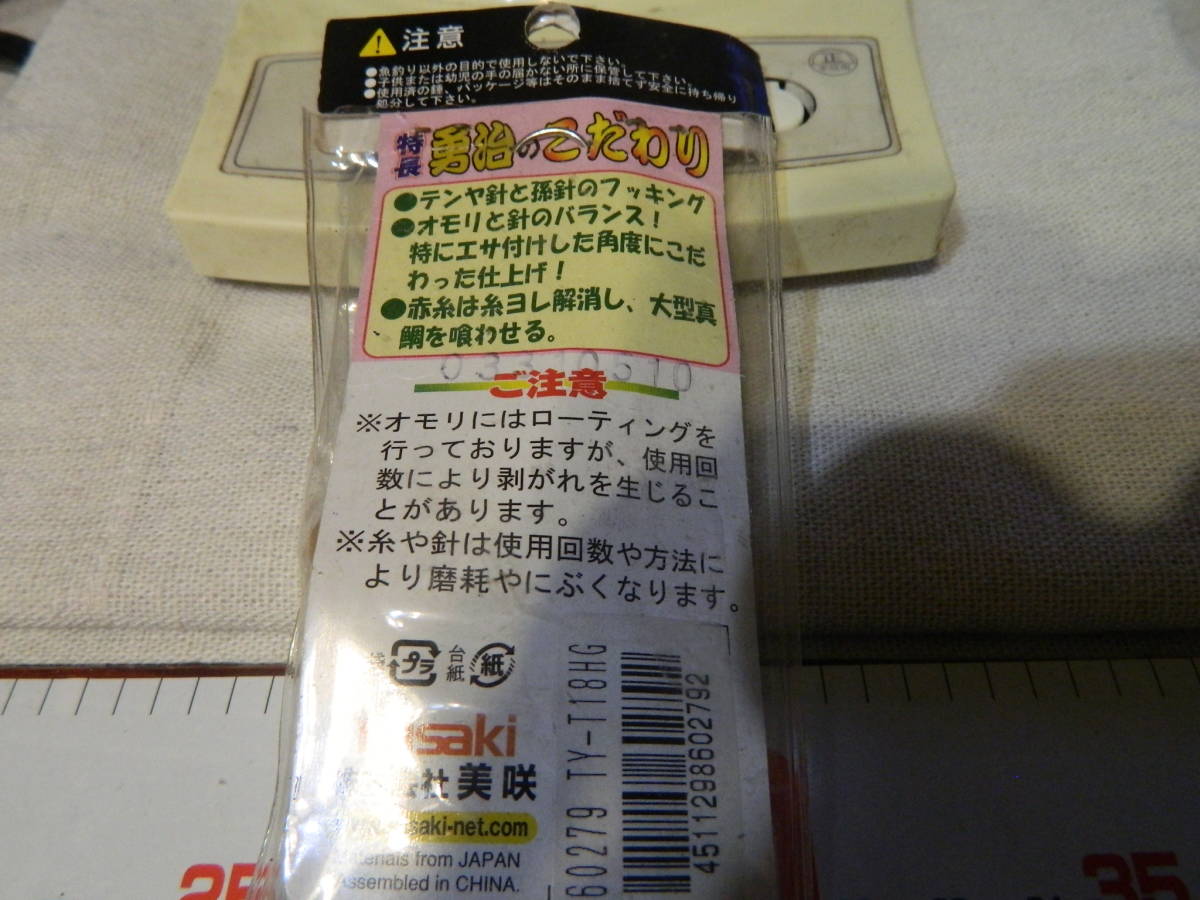 注意
●魚釣り以外の目的で使用しないで下さい。
●子供または幼児の手の届かない所に保管して下さい。
●使用済の錘、パッケージ等はそのまま捨てず安全に持ち帰り
処分して下さい。
特長 勇治のこだわり
●テンヤ針と孫針のフッキング
●オモリと針のバランス！
特にエサ付けした角度にこだ
わった仕上げ！
●赤糸は糸ヨレ解消し、大型真
鯛を喰わせる。
03310510
ご注意
※オモリにはローティングを
行っておりますが、使用回
数により剥がれを生じるこ
とがあります。
※糸や針は使用回数や方法に
より磨耗やにぶくなります。
プラ
台紙
紙
saki
美咲
saki-net.com
from JAPAN
Assembled in CHINA.
60279 TY-T18HG
4511298602792
35